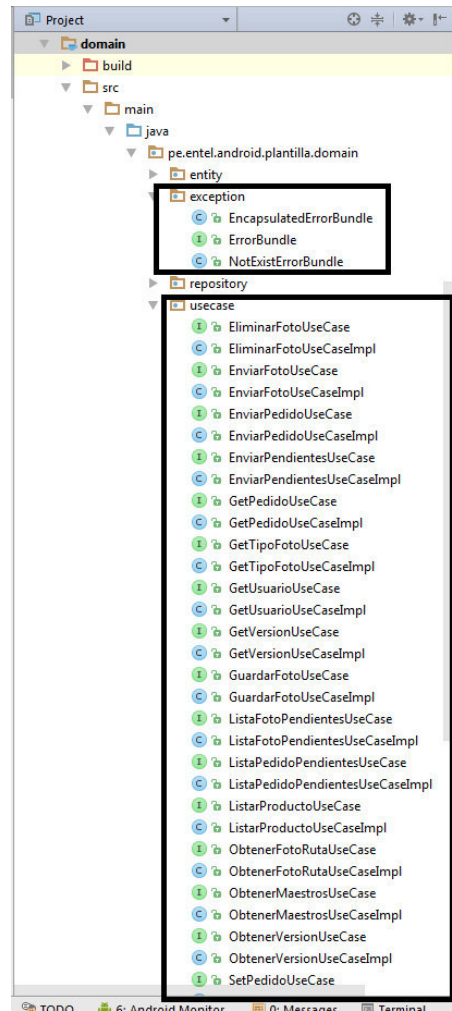 Project
domain
build
src
main
java
pe.entel.android.plantilla.domain
entity
exception
EncapsulatedErrorBundle
ErrorBundle
NotExistErrorBundle
repository
usecase
EliminarFotoUseCase
EliminarFotoUseCaseImpl
EnviarFotoUseCase
EnviarFotoUseCaseImpl
EnviarPedidoUseCase
EnviarPedidoUseCaseImpl
EnviarPendientesUseCase
EnviarPendientesUseCaseImpl
GetPedidoUseCase
GetPedidoUseCaseImpl
GetTipoFotoUseCase
GetTipoFotoUseCaseImpl
GetUsuarioUseCase
GetUsuarioUseCaseImpl
GetVersionUseCase
GetVersionUseCaseImpl
GuardarFotoUseCase
GuardarFotoUseCaseImpl
ListaFotoPendientesUseCase
ListaFotoPendientesUseCaseImpl
ListaPedidoPendientesUseCase
ListaPedidoPendientesUseCaseImpl
ListarProductoUseCase
ListarProductoUseCaseImpl
ObtenerFotoRutaUseCase
ObtenerFotoRutaUseCaseImpl
ObtenerMaestrosUseCase
ObtenerMaestrosUseCaseImpl
ObtenerVersionUseCase
ObtenerVersionUseCaseImpl
SetPedidoUseCase
TODO 6: Android Monitor 0: Messages Terminal